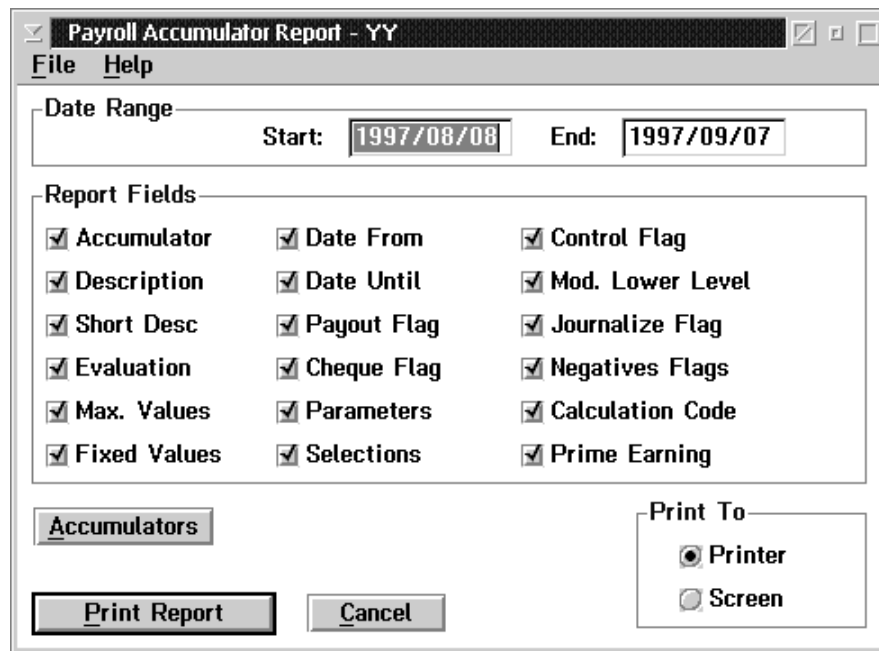 Payroll Accumulator Report - YY
File Help
Date Range
Start: 1997/08/08 End: 1997/09/07
Report Fields
Accumulator Date From Control Flag
Description Date Until Mod. Lower Level
Short Desc Payout Flag Journalize Flag
Evaluation Cheque Flag Negatives Flags
Max. Values Parameters Calculation Code
Fixed Values Selections Prime Earning
Accumulators
Print To
Printer
Screen
Print Report Cancel